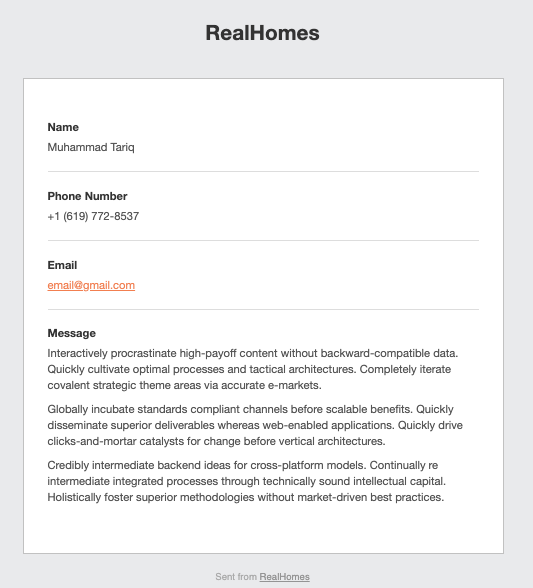 RealHomes
Name
Muhammad Tariq
Phone Number
+1 (619) 772-8537
Email
email@gmail.com
Message
Interactively procrastinate high-payoff content without backward-compatible data.
Quickly cultivate optimal processes and tactical architectures. Completely iterate
covalent strategic theme areas via accurate e-markets.
Globally incubate standards compliant channels before scalable benefits. Quickly
disseminate superior deliverables whereas web-enabled applications. Quickly drive
clicks-and-mortar catalysts for change before vertical architectures.
Credibly intermediate backend ideas for cross-platform models. Continually re
intermediate integrated processes through technically sound intellectual capital.
Holistically foster superior methodologies without market-driven best practices.
Sent from RealHomes